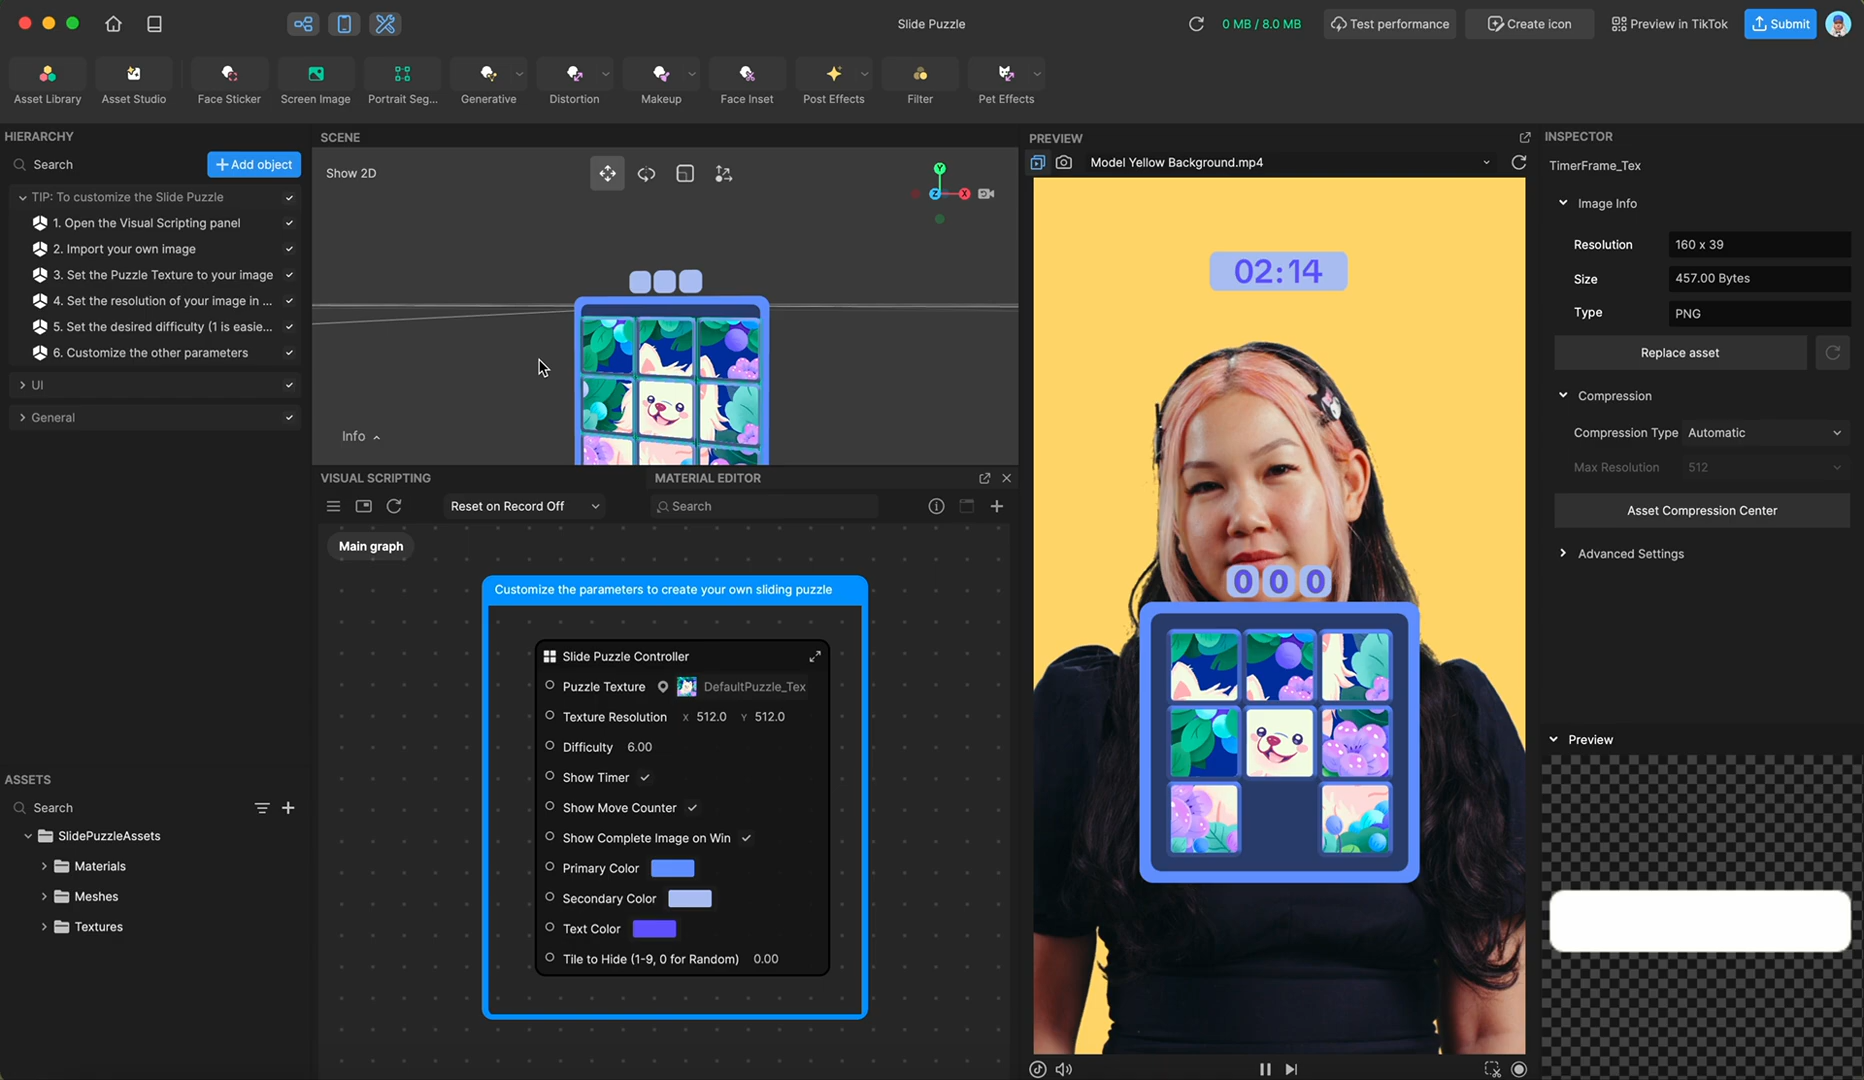 Slide Puzzle
0 MB / 8.0 MB
Test performance
Create icon
Preview in TikTok
Submit
Asset Library
Asset Studio
Face Sticker
Screen Image
Portrait Seg...
Generative
Distortion
Makeup
Face Inset
Post Effects
Filter
Pet Effects
HIERARCHY
Search
Add object
TIP: To customize the Slide Puzzle
1. Open the Visual Scripting panel
2. Import your own image
3. Set the Puzzle Texture to your image
4. Set the resolution of your image in ...
5. Set the desired difficulty (1 is easie...
6. Customize the other parameters
UI
General
ASSETS
Search
SlidePuzzleAssets
Materials
Meshes
Textures
SCENE
Show 2D
Y
Z
X
Info
VISUAL SCRIPTING
MATERIAL EDITOR
Reset on Record Off
Search
Main graph
Customize the parameters to create your own sliding puzzle
Slide Puzzle Controller
Puzzle Texture DefaultPuzzle_Tex
Texture Resolution X 512.0 Y 512.0
Difficulty 6.00
Show Timer
Show Move Counter
Show Complete Image on Win
Primary Color
Secondary Color
Text Color
Tile to Hide (1-9, 0 for Random) 0.00
PREVIEW
Model Yellow Background.mp4
02:14
0 0 0
INSPECTOR
TimerFrame_Tex
Image Info
Resolution 160 x 39
Size 457.00 Bytes
Type PNG
Replace asset
Compression
Compression Type Automatic
Max Resolution 512
Asset Compression Center
Advanced Settings
Preview